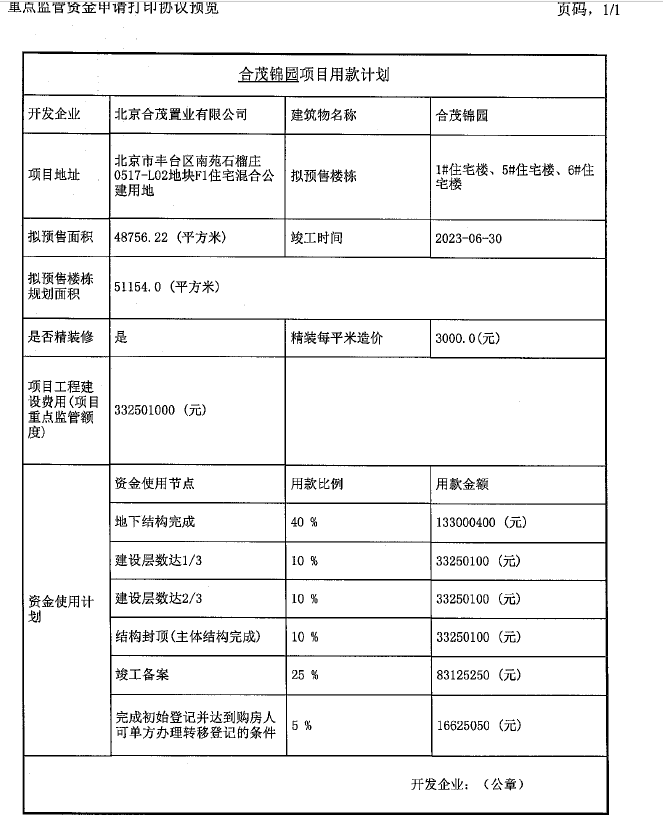 重点监管资金申请打印协议预览
页码，1/1
合茂锦园项目用款计划
开发企业
北京合茂置业有限公司
建筑物名称
合茂锦园
项目地址
北京市丰台区南苑石榴庄
0517-L02地块F1住宅混合公
建用地
拟预售楼栋
1#住宅楼、5#住宅楼、6#住
宅楼
拟预售面积
48756.22 (平方米)
竣工时间
2023-06-30
拟预售楼栋
规划面积
51154.0 (平方米)
是否精装修
是
精装每平米造价
3000.0(元)
项目工程建
设费用(项目
重点监管额
度)
332501000 (元)
资金使用计
划
资金使用节点
用款比例
用款金额
地下结构完成
40 %
133000400 (元)
建设层数达1/3
10 %
33250100 (元)
建设层数达2/3
10 %
33250100 (元)
结构封顶(主体结构完成)
10 %
33250100 (元)
竣工备案
25 %
83125250 (元)
完成初始登记并达到购房人
可单方办理转移登记的条件
5 %
16625050 (元)
开发企业：（公章）